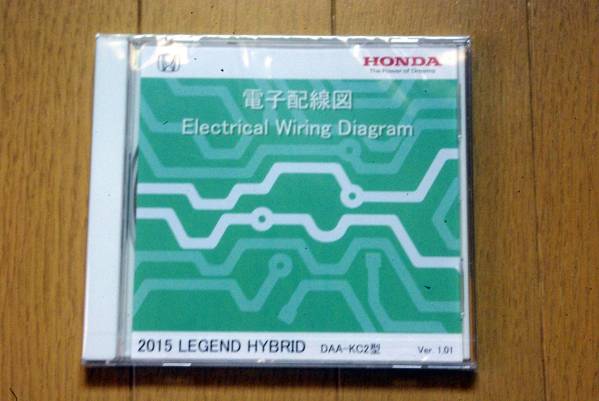 HONDA
The Power of Dreams
電子配線図
Electrical Wiring Diagram
2015 LEGEND HYBRID DAA-KC2型 Ver 1.01